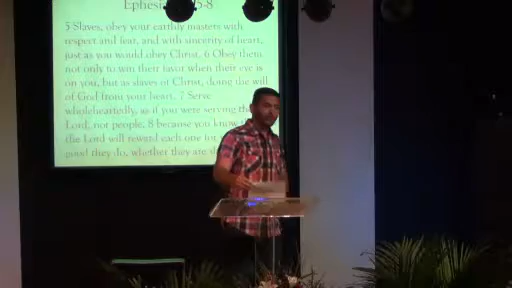 Ephesi 5-8
5 Slaves, obey your earthly masters with
respect and fear, and with sincerity of heart,
just as you would obey Christ. 6 Obey them
not only to win their favor when their eye is
on you, but as slaves of Christ, doing the will
of God from your heart. 7 Serve
wholeheartedly, as if you were serving the
Lord, not people, 8 because you know
the Lord will reward each one for
good they do, whether they are